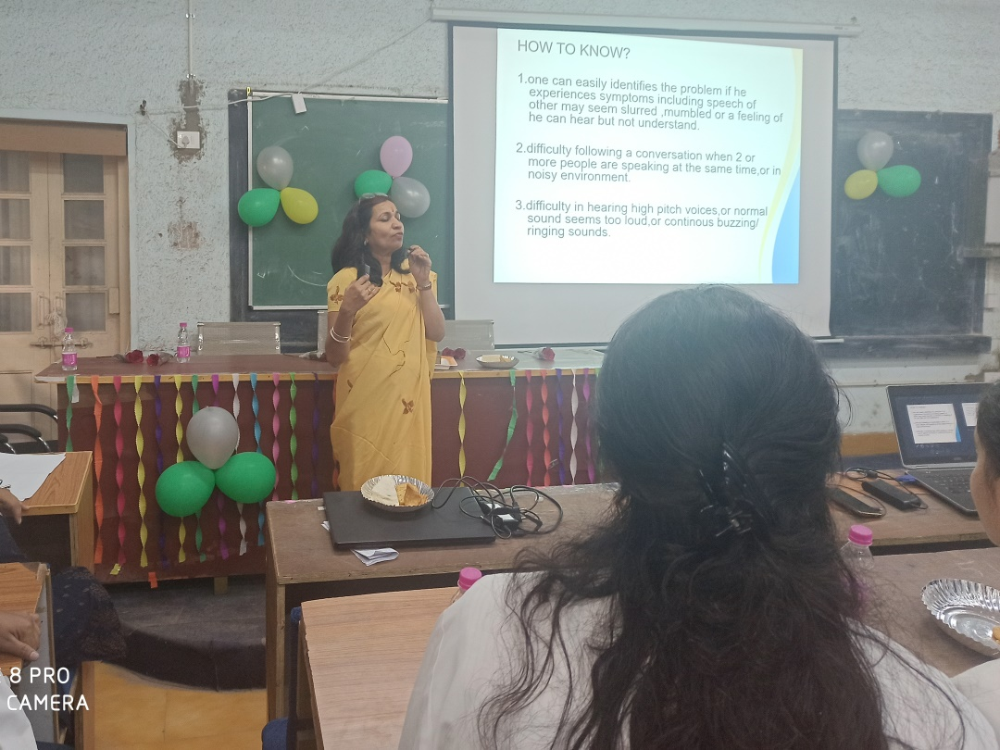 HOW TO KNOW?
1.one can easily identifies the problem if he
experiences symptoms including speech of
other may seem slurred ,mumbled or a feeling of
he can hear but not understand.
2.difficulty following a conversation when 2 or
more people are speaking at the same time,or in
noisy environment.
3.difficulty in hearing high pitch voices,or normal
sound seems too loud,or continous buzzing/
ringing sounds.
8 PRO
CAMERA